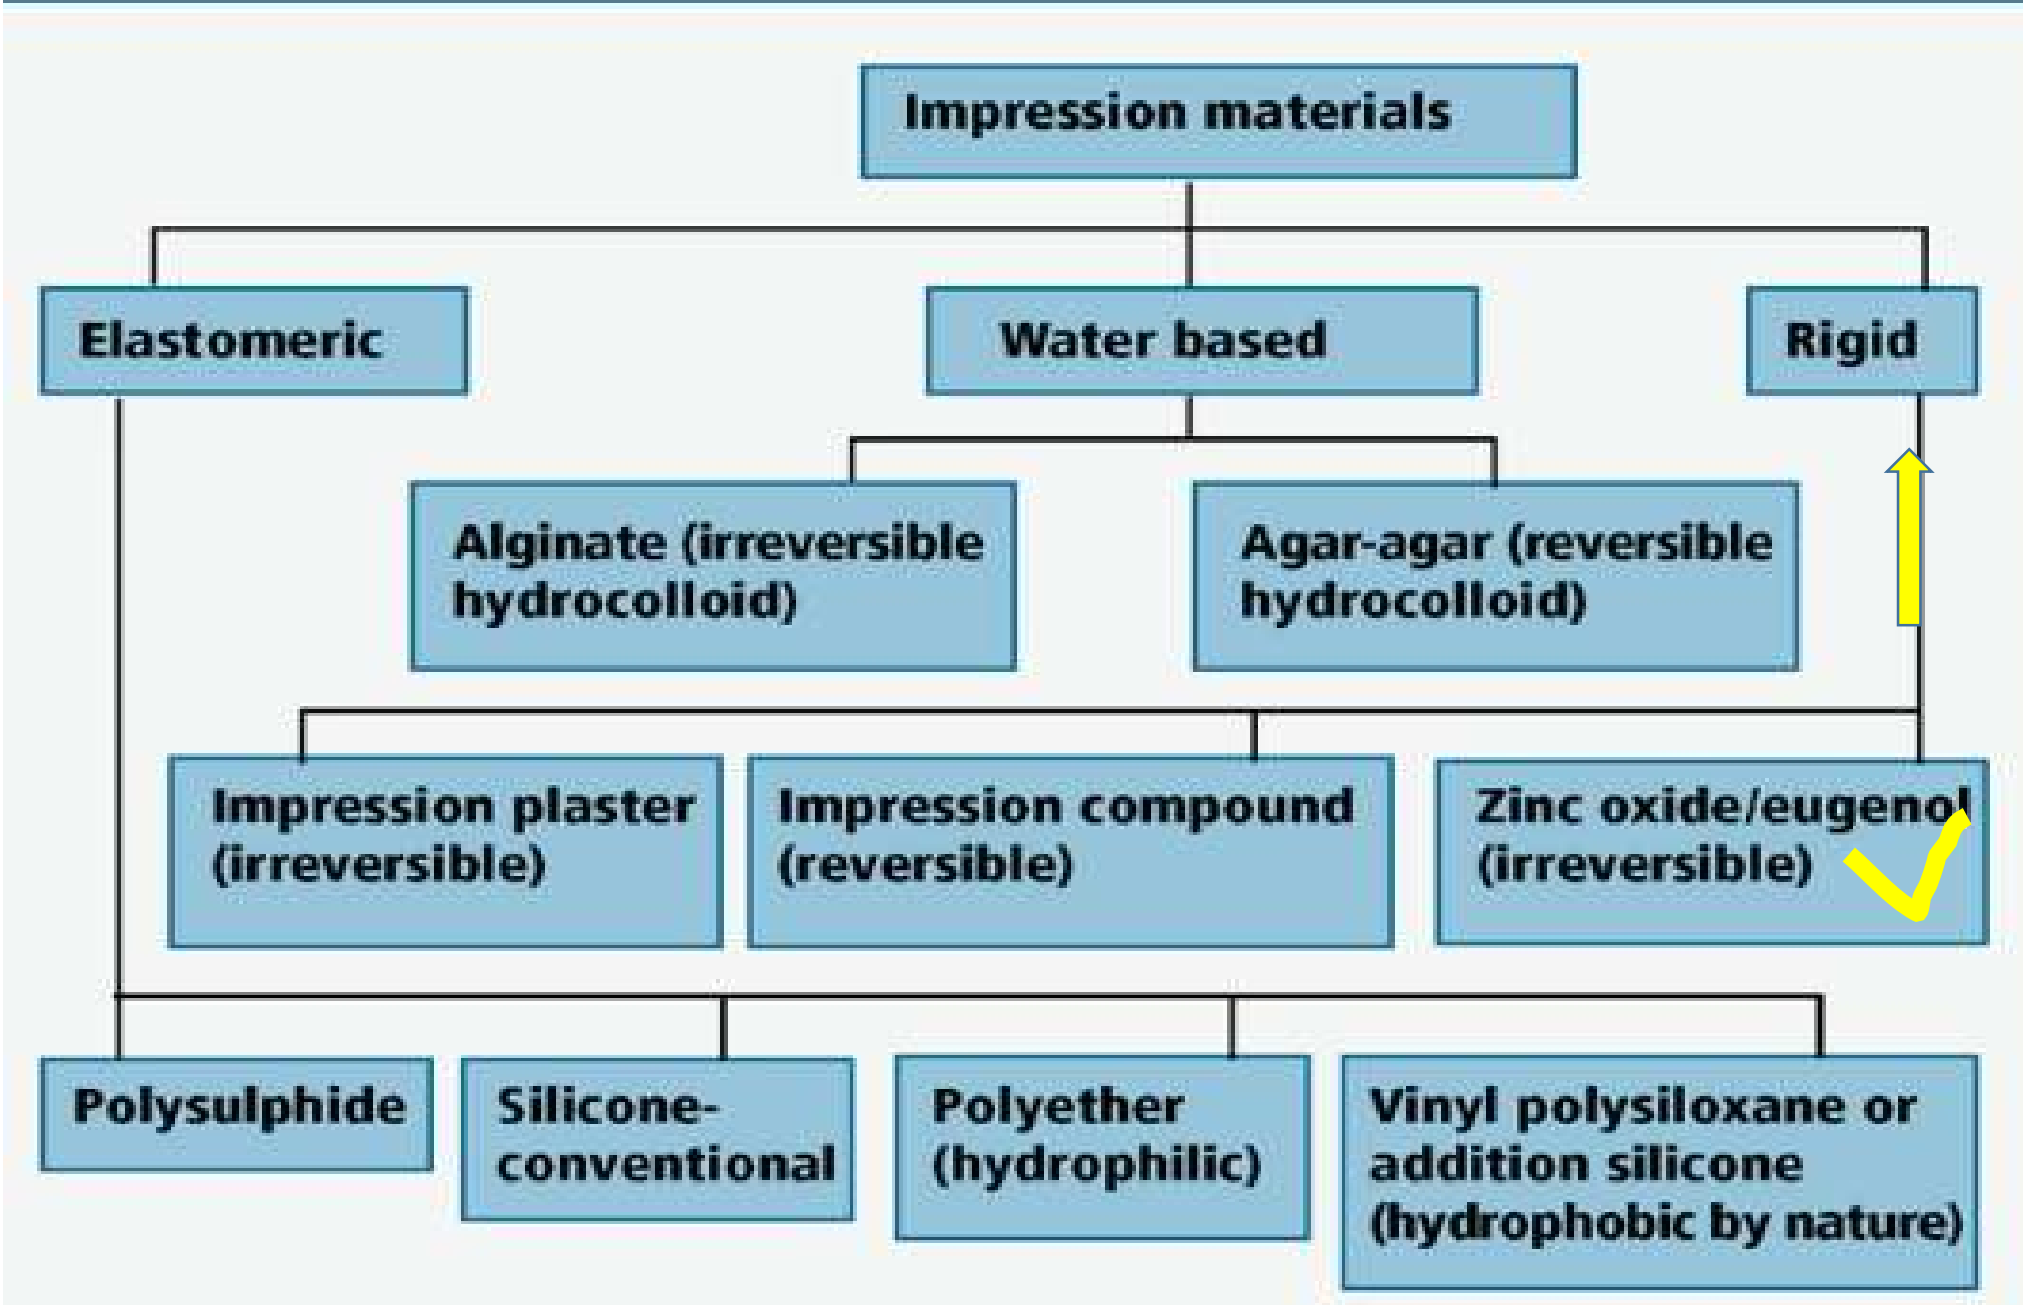 Impression materials
Elastomeric
Water based
Rigid
Alginate (irreversible
hydrocolloid)
Agar-agar (reversible
hydrocolloid)
Impression plaster
(irreversible)
Impression compound
(reversible)
Zinc oxide/eugenol
(irreversible)
Polysulphide
Silicone-
conventional
Polyether
(hydrophilic)
Vinyl polysiloxane or
addition silicone
(hydrophobic by nature)